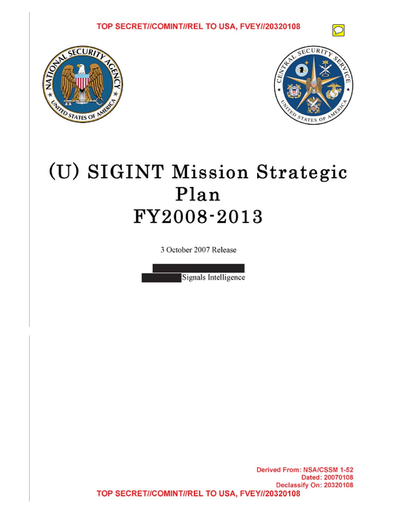 TOP SECRET//COMINT//REL TO USA, FVEY//20320108
NATIONAL SECURITY AGENCY
UNITED STATES OF AMERICA
CENTRAL SECURITY SERVICE
UNITED STATES OF AMERICA
(U) SIGINT Mission Strategic
Plan
FY2008-2013
3 October 2007 Release
Signals Intelligence
Derived From: NSA/CSSM 1-52
Dated: 20070108
Declassify On: 20320108
TOP SECRET//COMINT//REL TO USA, FVEY//20320108